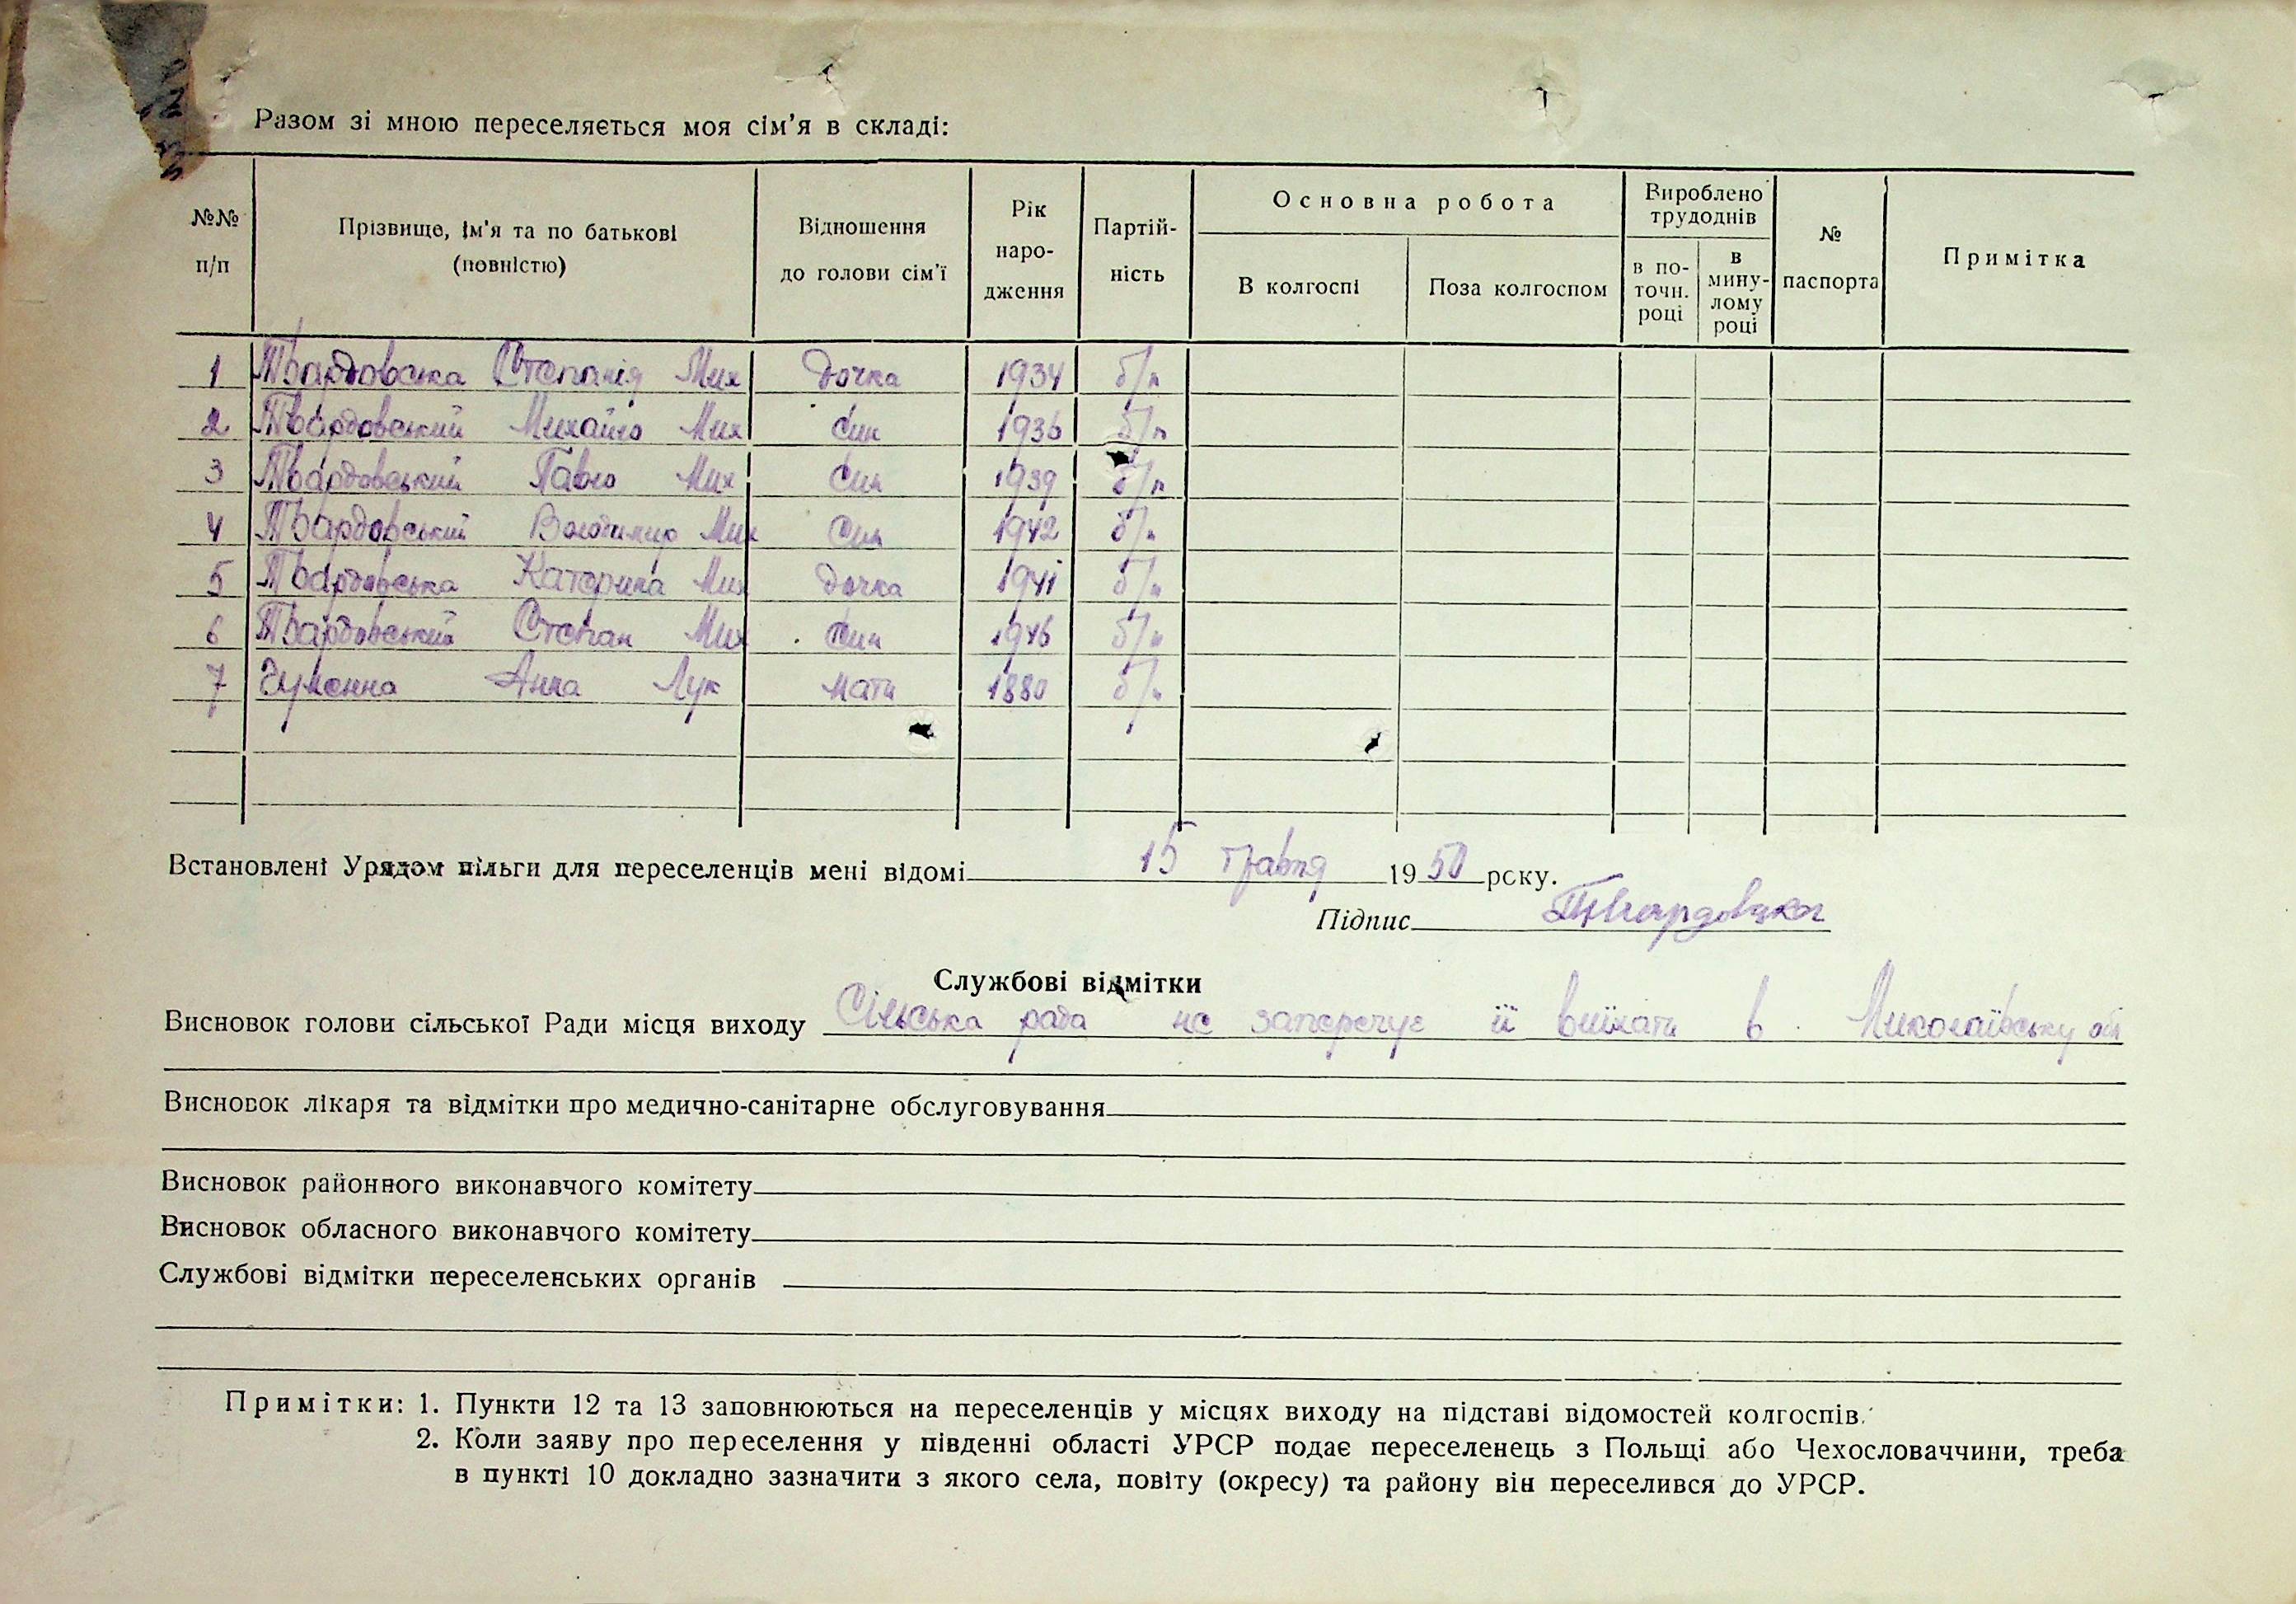 Разом зі мною переселяється моя сім'я в складі:
№№ п/п
Прізвище, ім'я та по батькові (повністю)
Відношення до голови сім'ї
Рік народження
Партійність
Основна робота
В колгоспі
Поза колгоспом
Вироблено трудоднів
в поточн. році
в минулому році
№ паспорта
Примітка
1 Твардовська Степанія Мих дочка 1934 б/п
2 Твардовський Михайло Мих син 1936 б/п
3 Твардовський Павло Мих син 1939 б/п
4 Твардовський Володимир Мих син 1942 б/п
5 Твардовська Катерина Мих дочка 1941 б/п
6 Твардовський Степан Мих син 1946 б/п
7 Анна Лук мати 1880 б/п
Встановлені Урядом пільги для переселенців мені відомі 15 травня 1950 року.
Підпис Твардовська
Службові відмітки
Висновок голови сільської Ради місця виходу Сільська рада не заперечує її виїхати в Миколаївську обл
Висновок лікаря та відмітки про медично-санітарне обслуговування
Висновок районного виконавчого комітету
Висновок обласного виконавчого комітету
Службові відмітки переселенських органів
Примітки: 1. Пункти 12 та 13 заповнюються на переселенців у місцях виходу на підставі відомостей колгоспів.
2. Коли заяву про переселення у південні області УРСР подає переселенець з Польщі або Чехословаччини, треба
в пункті 10 докладно зазначити з якого села, повіту (окресу) та району він переселився до УРСР.